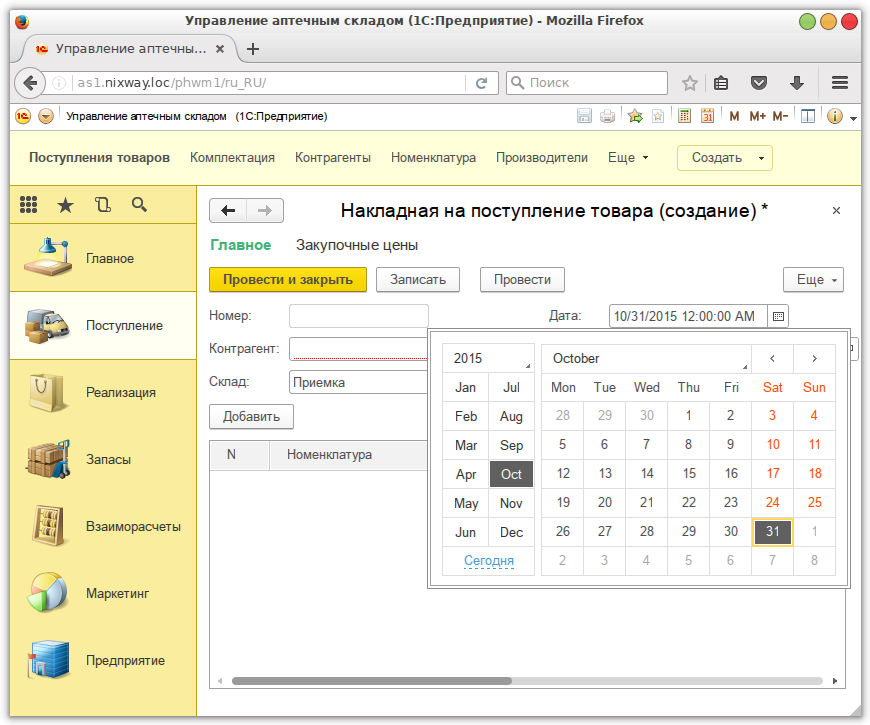 Управление аптечным складом (1С:Предприятие) - Mozilla Firefox
1С Управление аптечны... ×
as1.nixway.loc/phwm1/ru_RU/ Поиск
1С Управление аптечным складом (1С:Предприятие) 31 M M+ M- i
Поступления товаров Комплектация Контрагенты Номенклатура Производители Еще Создать
Накладная на поступление товара (создание) * ×
Главное Закупочные цены
Главное
Провести и закрыть Записать Провести Еще
Номер: Дата: 10/31/2015 12:00:00 AM
Поступление
Контрагент:
Склад: Приемка
Реализация
Добавить
N Номенклатура
Запасы
Взаиморасчеты
Маркетинг
Предприятие
2015 October
Jan Jul Mon Tue Wed Thu Fri Sat Sun
Feb Aug 28 29 30 1 2 3 4
Mar Sep 5 6 7 8 9 10 11
Apr Oct 12 13 14 15 16 17 18
May Nov 19 20 21 22 23 24 25
Jun Dec 26 27 28 29 30 31 1
Сегодня 2 3 4 5 6 7 8